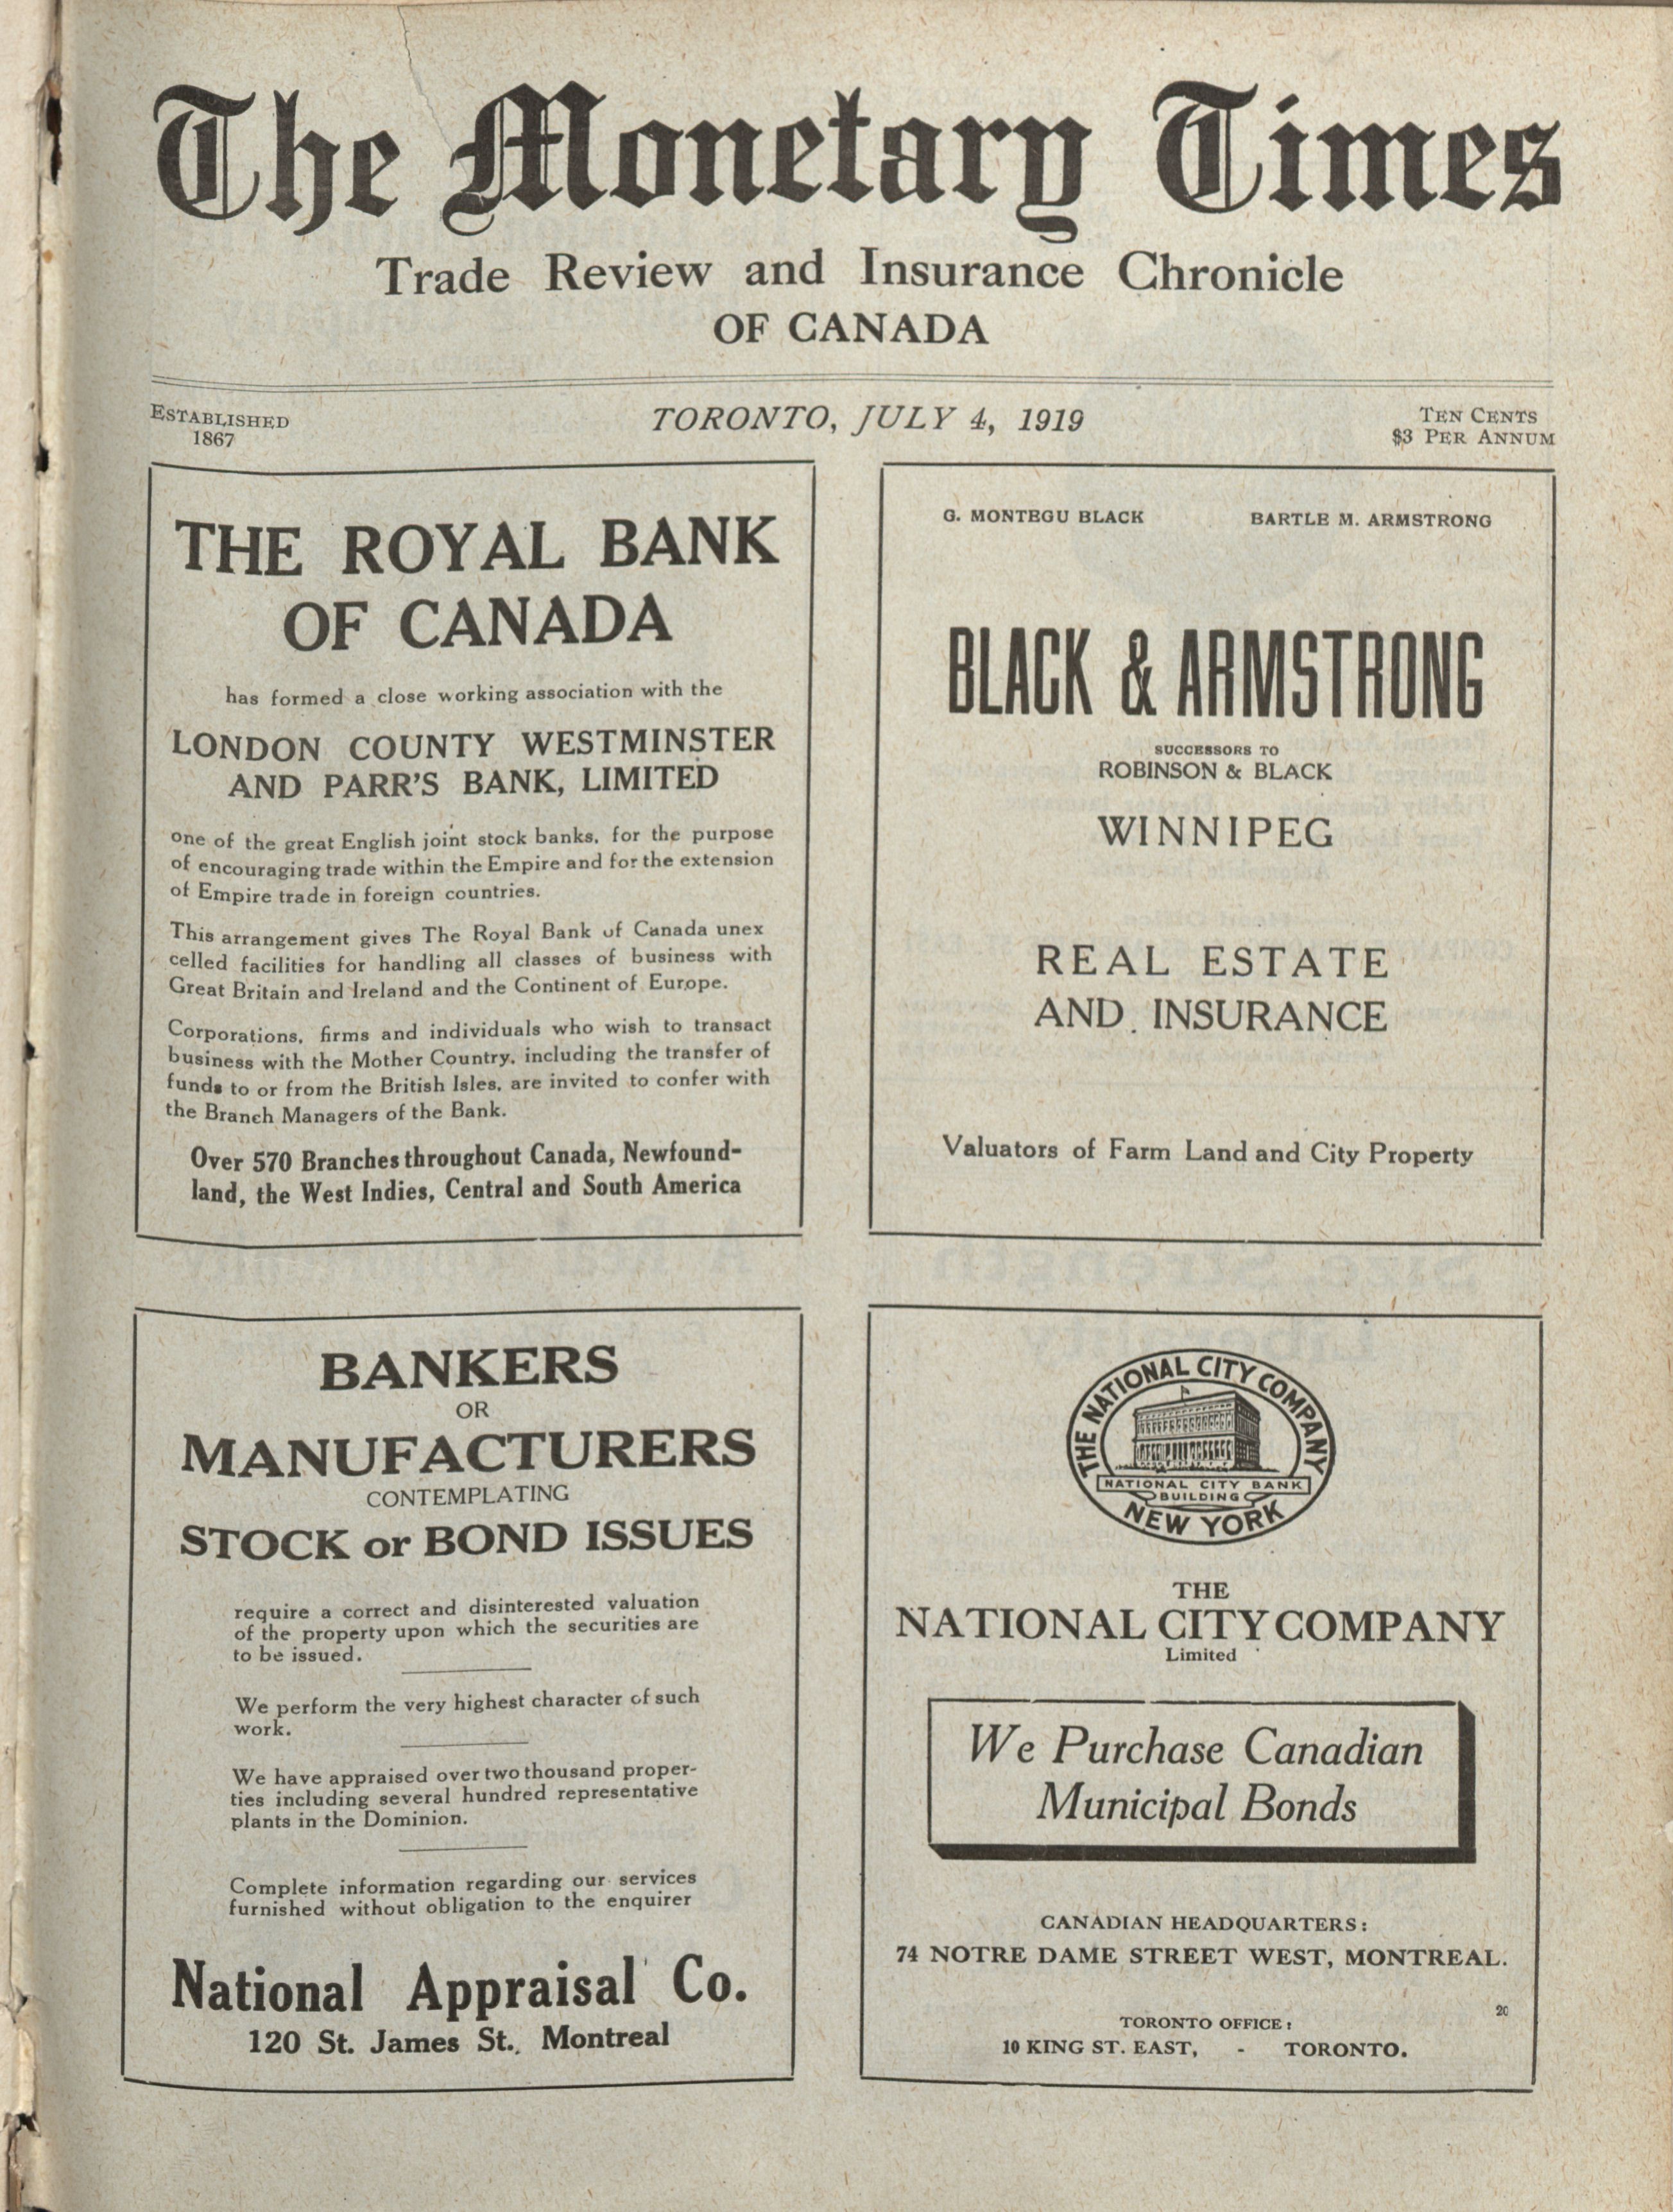 The Monetary Times
Trade Review and Insurance Chronicle
OF CANADA
ESTABLISHED
1867
TORONTO, JULY 4, 1919
TEN CENTS
$3 PER ANNUM
THE ROYAL BANK
OF CANADA
has formed a close working association with the
LONDON COUNTY WESTMINSTER
AND PARR'S BANK, LIMITED
one of the great English joint stock banks, for the purpose
of encouraging trade within the Empire and for the extension
of Empire trade in foreign countries.
This arrangement gives The Royal Bank of Canada unex
celled facilities for handling all classes of business with
Great Britain and Ireland and the Continent of Europe.
Corporations, firms and individuals who wish to transact
business with the Mother Country, including the transfer of
funds to or from the British Isles, are invited to confer with
the Branch Managers of the Bank.
Over 570 Branches throughout Canada, Newfound-
land, the West Indies, Central and South America
G. MONTEGU BLACK BARTLE M. ARMSTRONG
BLACK & ARMSTRONG
SUCCESSORS TO
ROBINSON & BLACK
WINNIPEG
REAL ESTATE
AND INSURANCE
Valuators of Farm Land and City Property
BANKERS
OR
MANUFACTURERS
CONTEMPLATING
STOCK or BOND ISSUES
require a correct and disinterested valuation
of the property upon which the securities are
to be issued.
We perform the very highest character of such
work.
We have appraised over two thousand proper-
ties including several hundred representative
plants in the Dominion.
Complete information regarding our services
furnished without obligation to the enquirer
National Appraisal Co.
120 St. James St., Montreal
THE NATIONAL CITY COMPANY
NATIONAL CITY BANK
BUILDING
NEW YORK
THE
NATIONAL CITY COMPANY
Limited
We Purchase Canadian
Municipal Bonds
CANADIAN HEADQUARTERS:
74 NOTRE DAME STREET WEST, MONTREAL.
20
TORONTO OFFICE:
10 KING ST. EAST, - TORONTO.